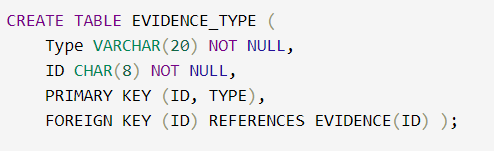 CREATE TABLE EVIDENCE_TYPE (
Type VARCHAR(20) NOT NULL,
ID CHAR(8) NOT NULL,
PRIMARY KEY (ID, TYPE),
FOREIGN KEY (ID) REFERENCES EVIDENCE(ID) );